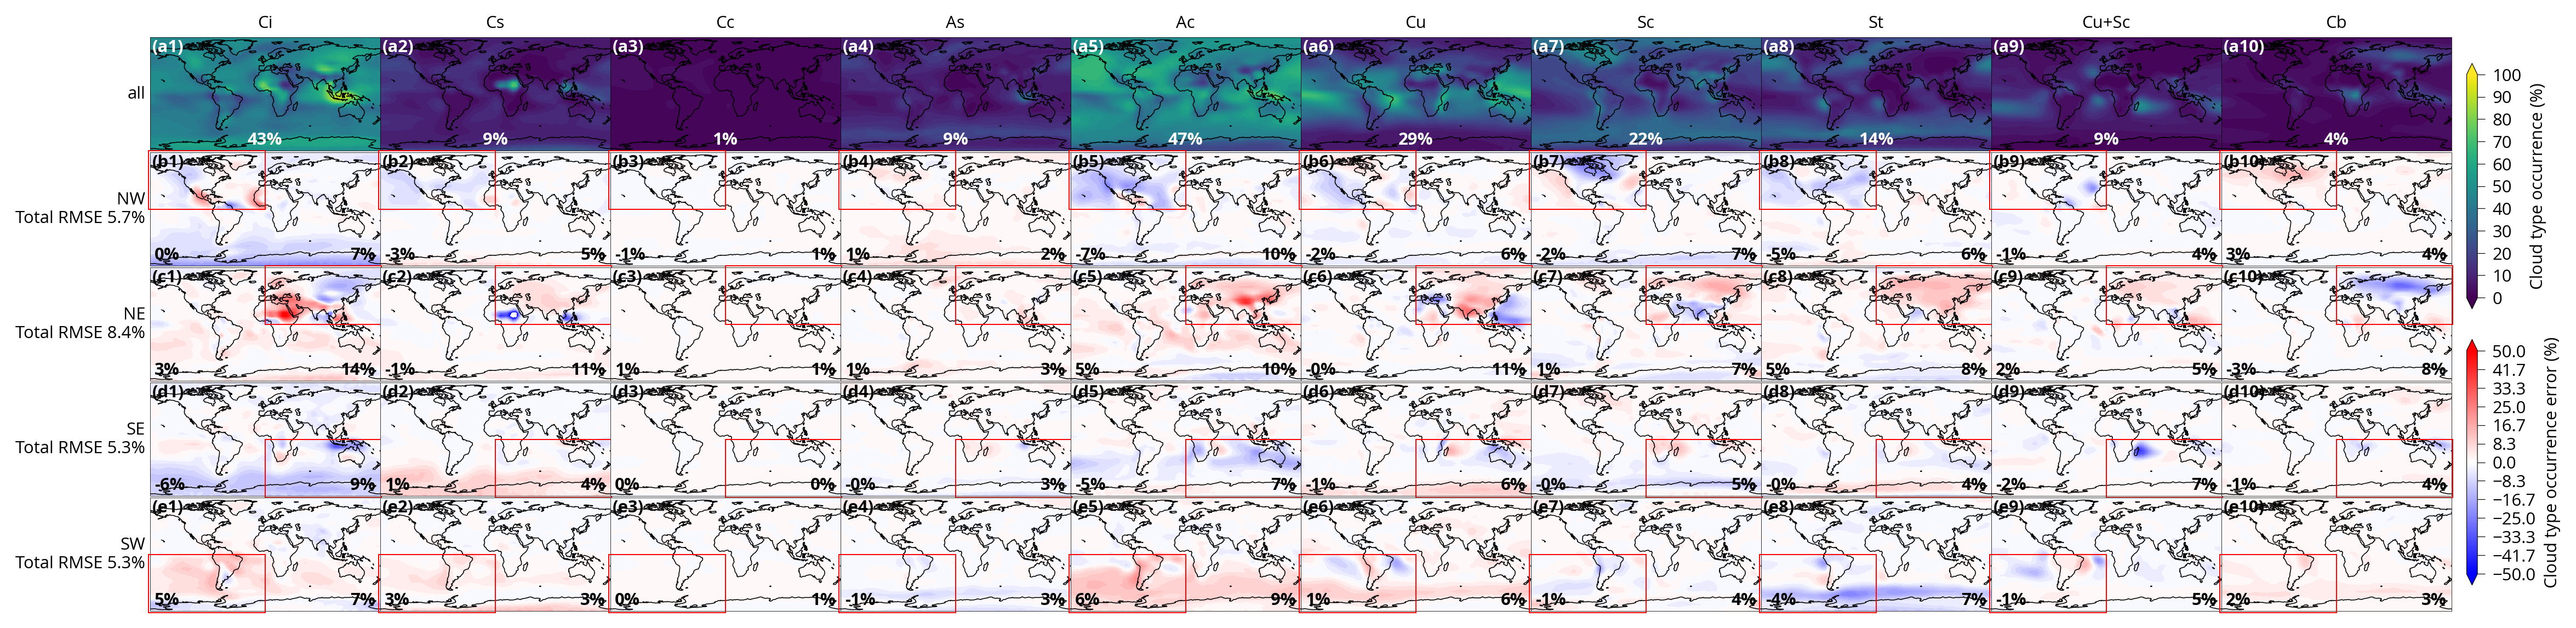 Ci Cs Cc As Ac Cu Sc St Cu+Sc Cb
all
(a1) (a2) (a3) (a4) (a5) (a6) (a7) (a8) (a9) (a10)
43% 9% 1% 9% 47% 29% 22% 14% 9% 4%
NW
Total RMSE 5.7%
(b1) (b2) (b3) (b4) (b5) (b6) (b7) (b8) (b9) (b10)
0% 7% -3% 5% -1% 1% 1% 2% -7% 10% -2% 6% -2% 7% -5% 6% -1% 4% 3% 4%
NE
Total RMSE 8.4%
(c1) (c2) (c3) (c4) (c5) (c6) (c7) (c8) (c9) (c10)
3% 14% -1% 11% 1% 1% 1% 3% 5% 10% -0% 11% 1% 7% 5% 8% 2% 5% -3% 8%
SE
Total RMSE 5.3%
(d1) (d2) (d3) (d4) (d5) (d6) (d7) (d8) (d9) (d10)
-6% 9% 1% 4% 0% 0% -0% 3% -5% 7% -1% 6% -0% 5% -0% 4% -2% 7% -1% 4%
SW
Total RMSE 5.3%
(e1) (e2) (e3) (e4) (e5) (e6) (e7) (e8) (e9) (e10)
5% 7% 3% 3% 0% 1% -1% 3% 6% 9% 1% 6% -1% 4% -4% 7% -1% 5% 2% 3%
100
90
80
70
60
50
40
30
20
10
0
Cloud type occurrence (%)
50.0
41.7
33.3
25.0
16.7
8.3
0.0
-8.3
-16.7
-25.0
-33.3
-41.7
-50.0
Cloud type occurrence error (%)